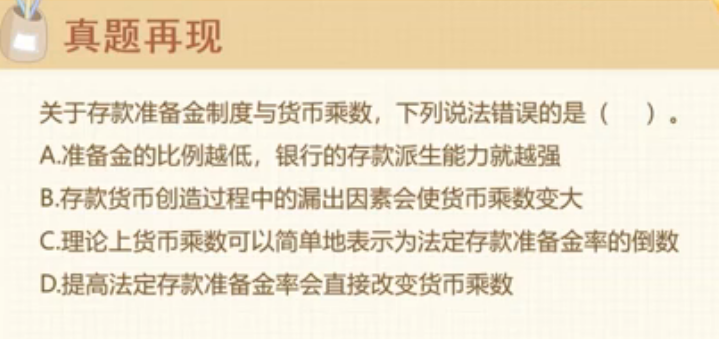 真题再现
关于存款准备金制度与货币乘数，下列说法错误的是（　　）。
A.准备金的比例越低，银行的存款派生能力就越强
B.存款货币创造过程中的漏出因素会使货币乘数变大
C.理论上货币乘数可以简单地表示为法定存款准备金率的倒数
D.提高法定存款准备金率会直接改变货币乘数